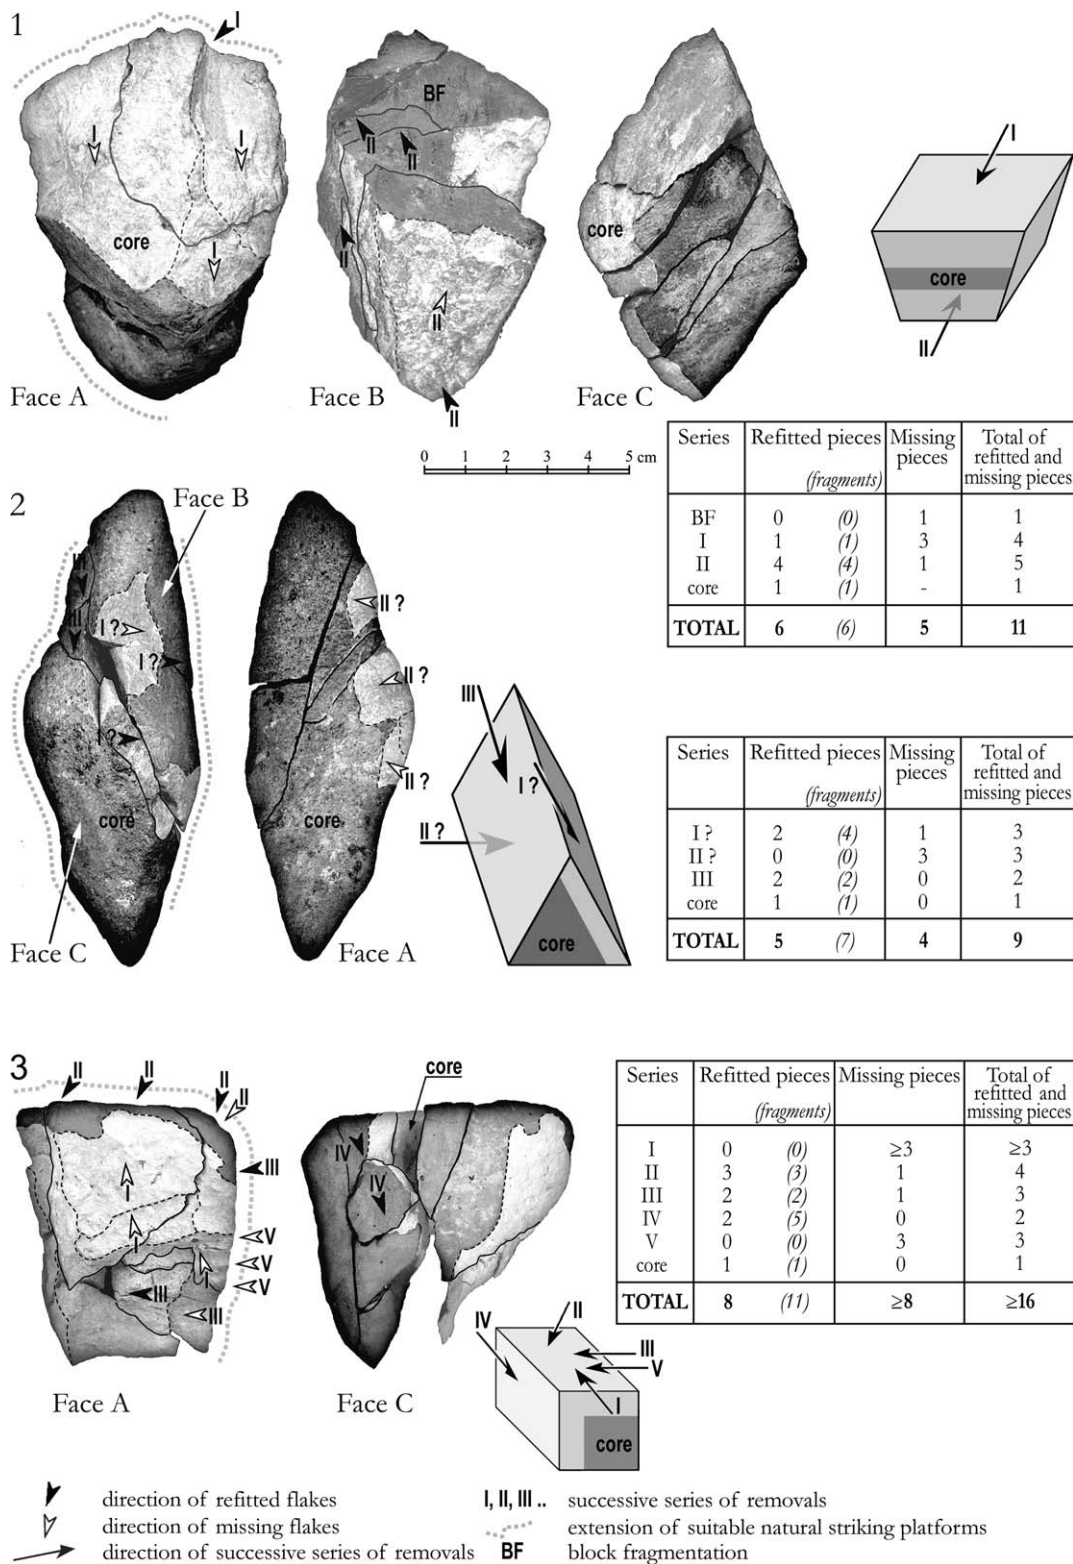 1
I
I
I
I
core
Face A
BF
II
II
II
II
II
Face B
core
Face C
I
core
II
0 1 2 3 4 5 cm
Series Refitted pieces Missing pieces Total of refitted and missing pieces
(fragments)
BF 0 (0) 1 1
I 1 (1) 3 4
II 4 (4) 1 5
core 1 (1) - 1
TOTAL 6 (6) 5 11
2
Face B
III
III
I ?
I ?
?
core
Face C
II ?
II ?
II ?
core
Face A
III
I ?
II ?
core
Series Refitted pieces Missing pieces Total of refitted and missing pieces
(fragments)
I ? 2 (4) 1 3
II ? 0 (0) 3 3
III 2 (2) 0 2
core 1 (1) 0 1
TOTAL 5 (7) 4 9
3
II
II
II
II
III
I
I
V
V
I
V
III
III
Face A
core
IV
IV
Face C
II
IV
III
V
I
core
Series Refitted pieces Missing pieces Total of refitted and missing pieces
(fragments)
I 0 (0) ≥3 ≥3
II 3 (3) 1 4
III 2 (2) 1 3
IV 2 (5) 0 2
V 0 (0) 3 3
core 1 (1) 0 1
TOTAL 8 (11) ≥8 ≥16
direction of refitted flakes
direction of missing flakes
direction of successive series of removals
I, II, III .. successive series of removals
extension of suitable natural striking platforms
BF block fragmentation